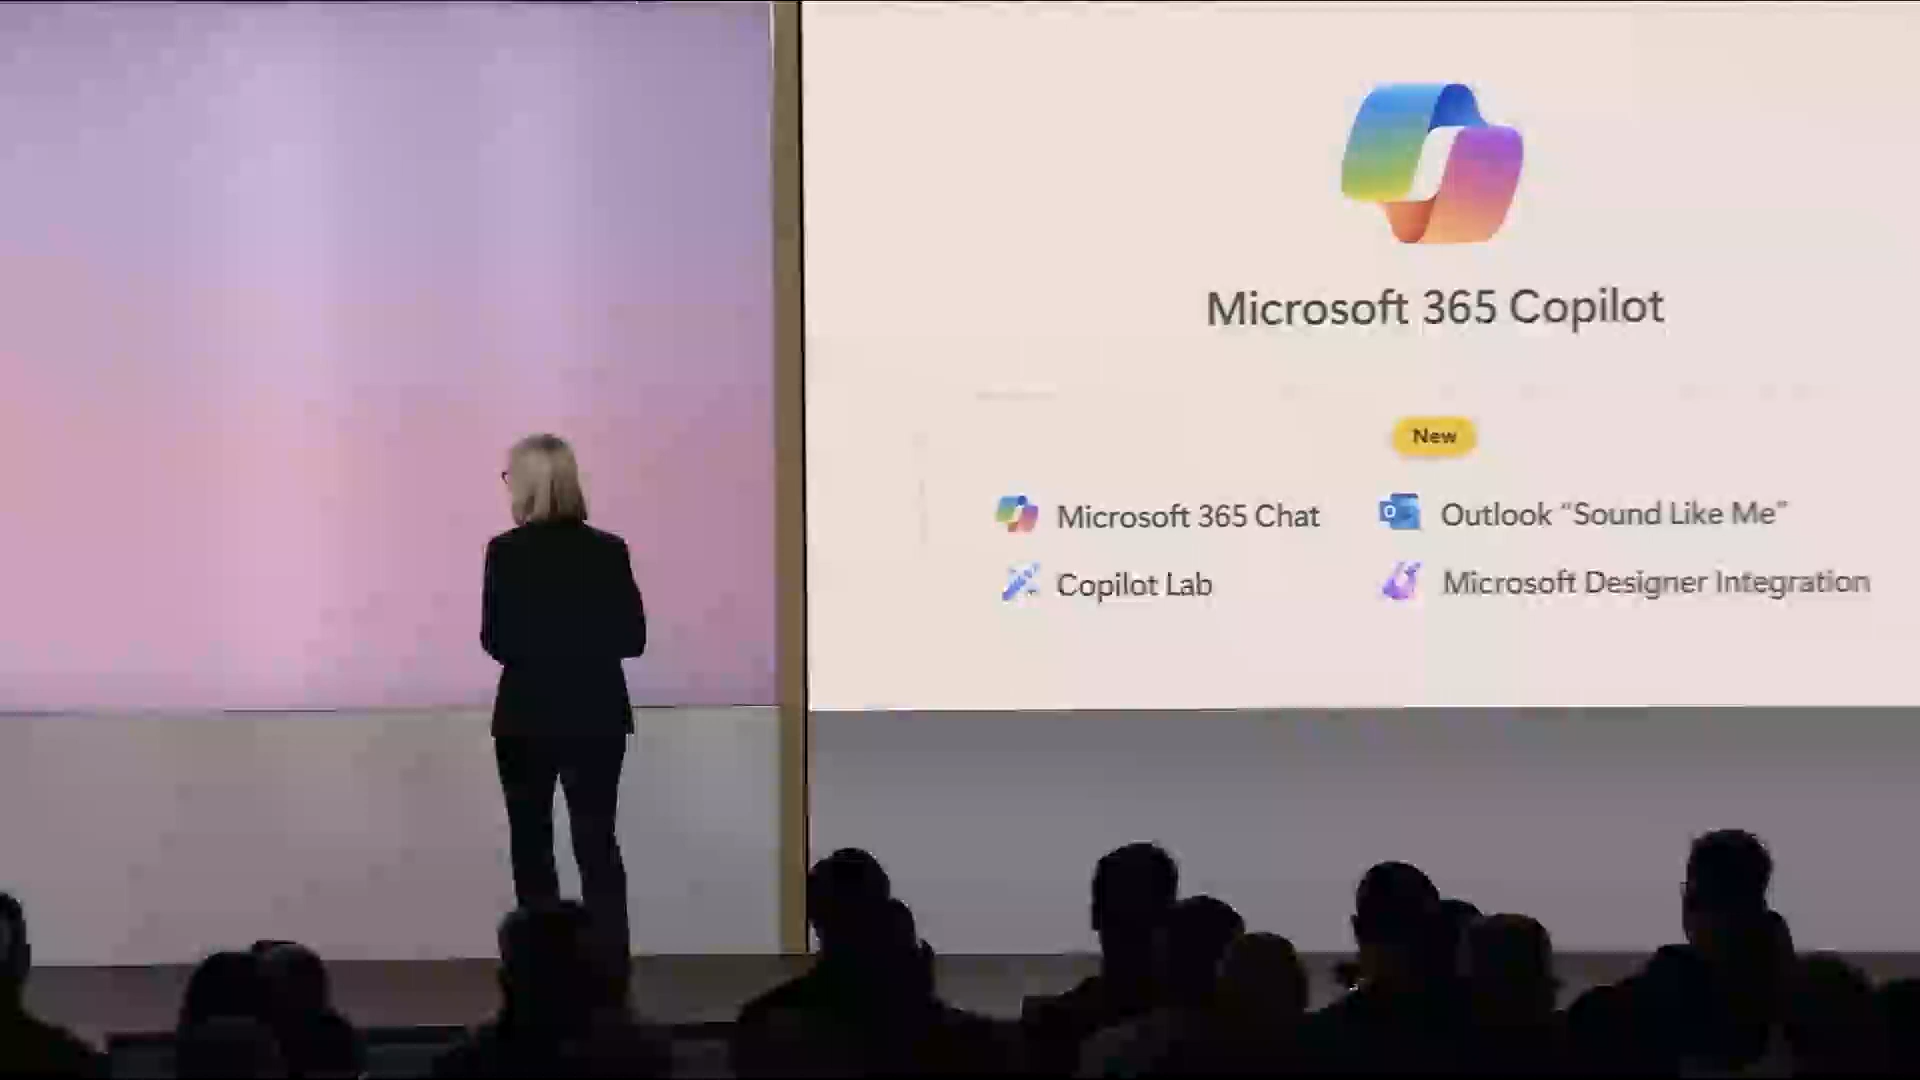 Microsoft 365 Copilot
New
Microsoft 365 Chat
Outlook “Sound Like Me”
Copilot Lab
Microsoft Designer Integration